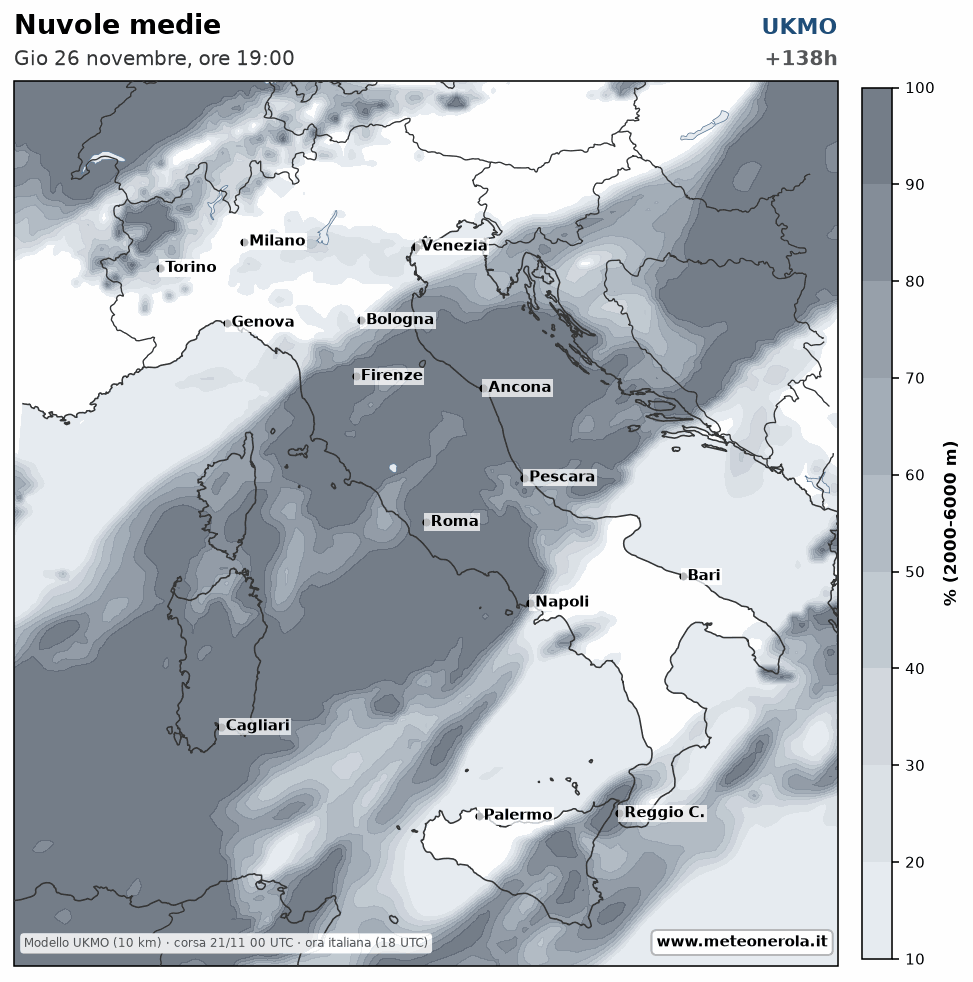 Nuvole medie
UKMO
Gio 26 novembre, ore 19:00
+138h
100
90
80
70
60
50
40
30
20
10
% (2000-6000 m)
Milano
Venezia
Torino
Genova
Bologna
Firenze
Ancona
Pescara
Roma
Bari
Napoli
Cagliari
Palermo
Reggio C.
Modello UKMO (10 km) · corsa 21/11 00 UTC · ora italiana (18 UTC)
www.meteonerola.it